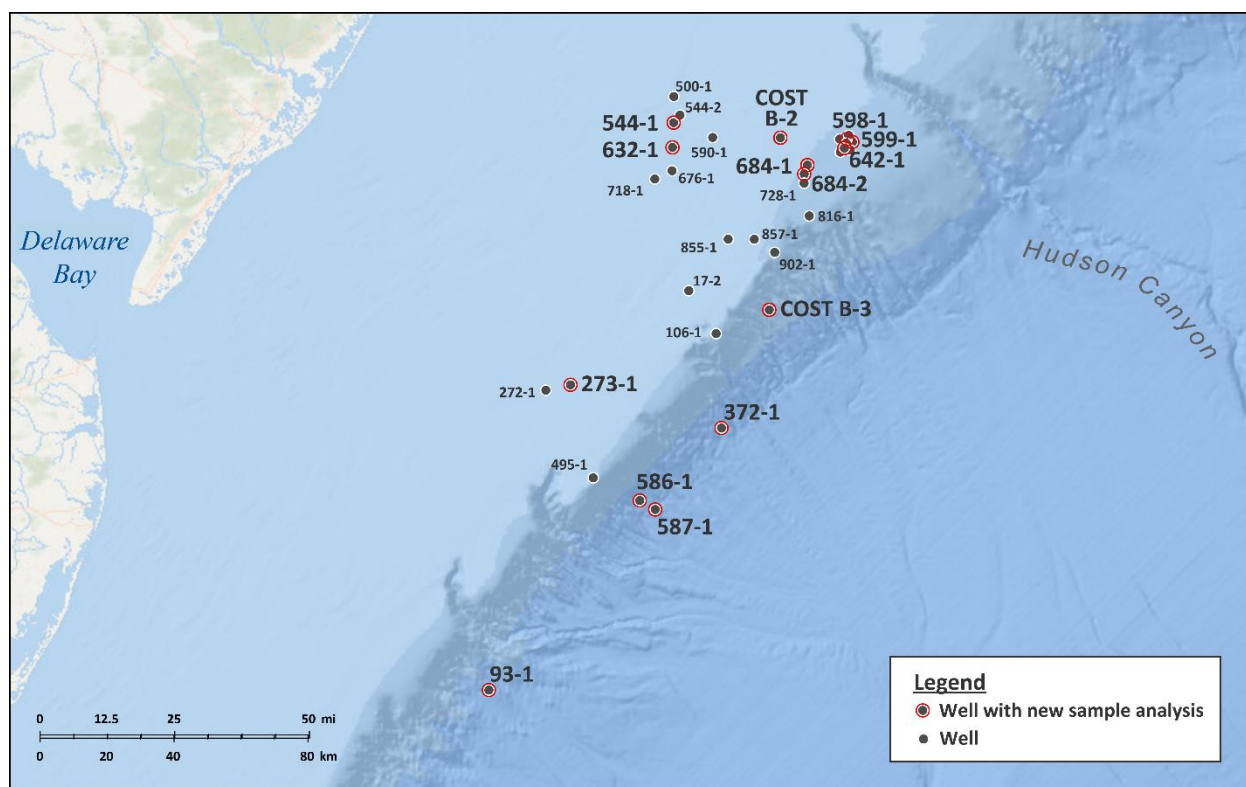 500-1
544-2
COST
B-2
544-1
598-1
590-1
599-1
632-1
642-1
684-1
676-1
684-2
718-1
728-1
816-1
Delaware
Bay
855-1
857-1
902-1
Hudson Canyon
17-2
COST B-3
106-1
272-1
273-1
372-1
495-1
586-1
587-1
93-1
Legend
Well with new sample analysis
Well
0 12.5 25 50 mi
0 20 40 80 km